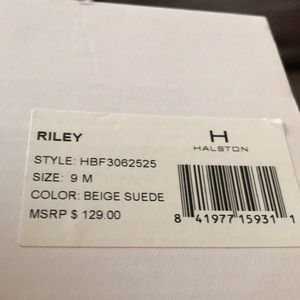 RILEY
H
HALSTON
STYLE: HBF3062525
SIZE: 9 M
COLOR: BEIGE SUEDE
MSRP $ 129.00
8 41977 15931 1